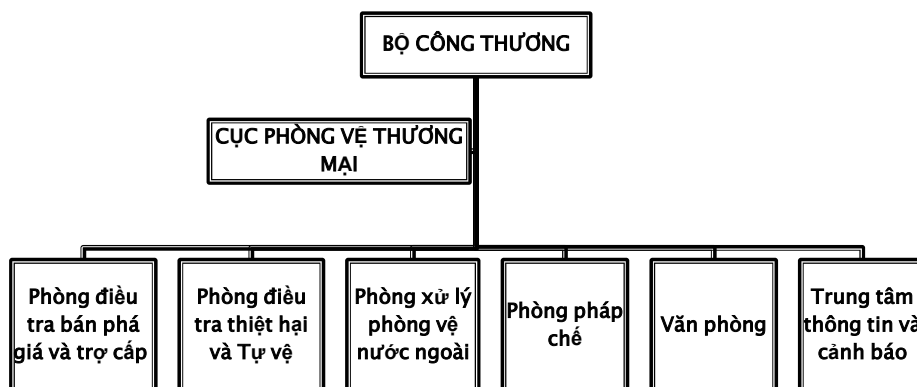 BỘ CÔNG THƯƠNG
CỤC PHÒNG VỆ THƯƠNG
MẠI
Phòng điều
tra bán phá
giá và trợ cấp
Phòng điều
tra thiệt hại
và Tự vệ
Phòng xử lý
phòng vệ
nước ngoài
Phòng pháp
chế
Văn phòng
Trung tâm
thông tin và
cảnh báo